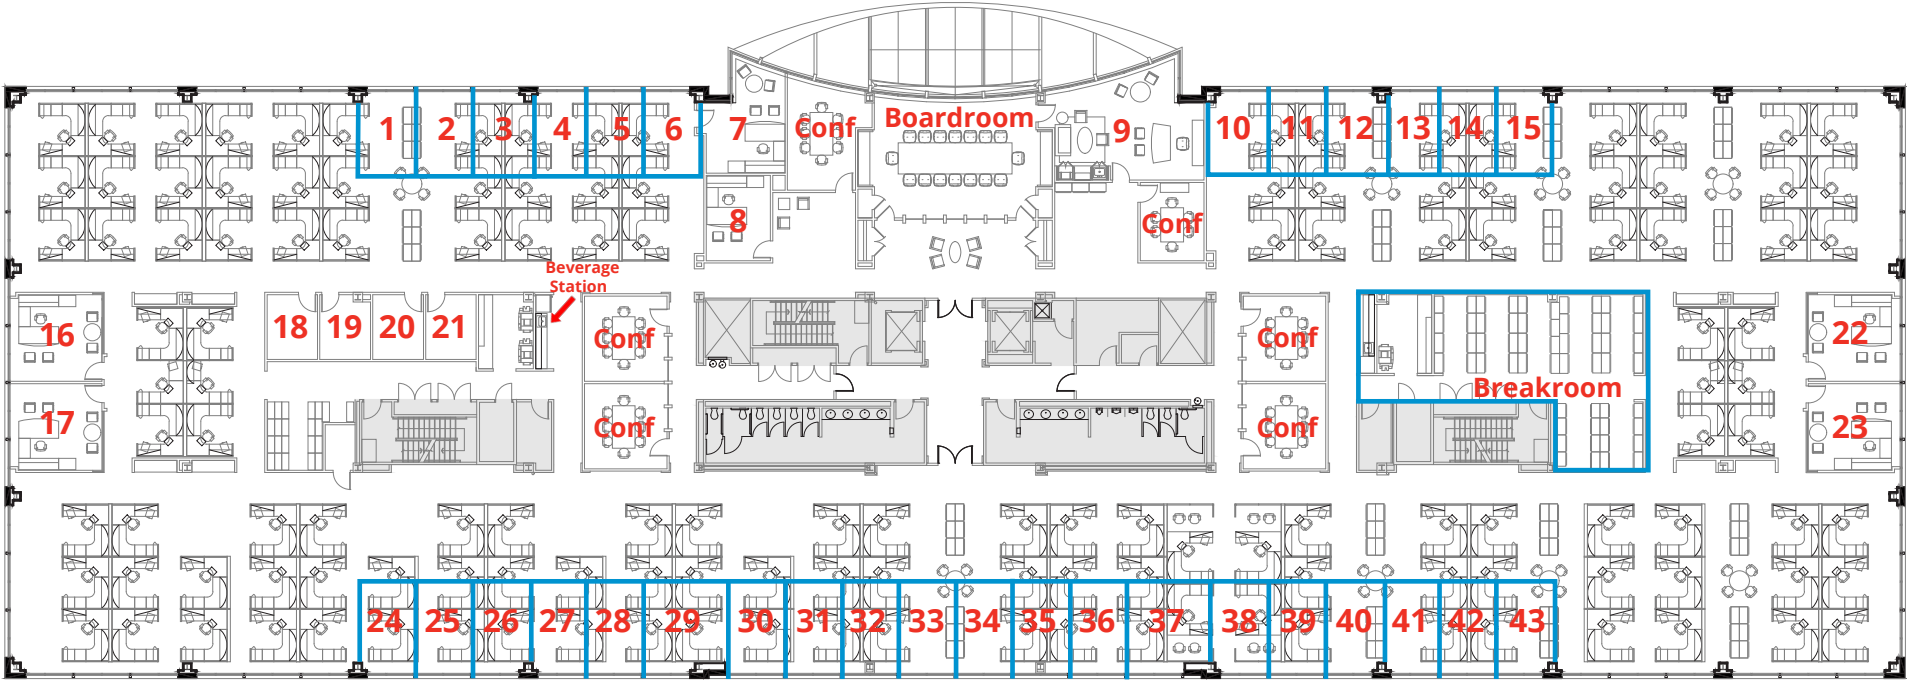 Boardroom
1 2 3 4 5 6 7 Conf 9 10 11 12 13 14 15
8 Conf
Beverage
Station
16 18 19 20 21 Conf Conf 22
Breakroom
17 Conf Conf 23
24 25 26 27 28 29 30 31 32 33 34 35 36 37 38 39 40 41 42 43